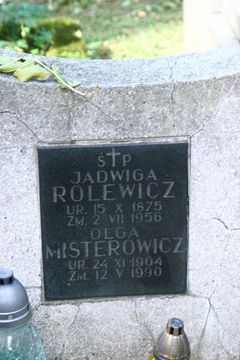 Ś † P
JADWIGA
ROLEWICZ
UR. 15 X 1875
ZM. 2 VII 1956
OLGA
MISTEROWICZ
UR. 24 XI 1904
ZM. 12 V 1990